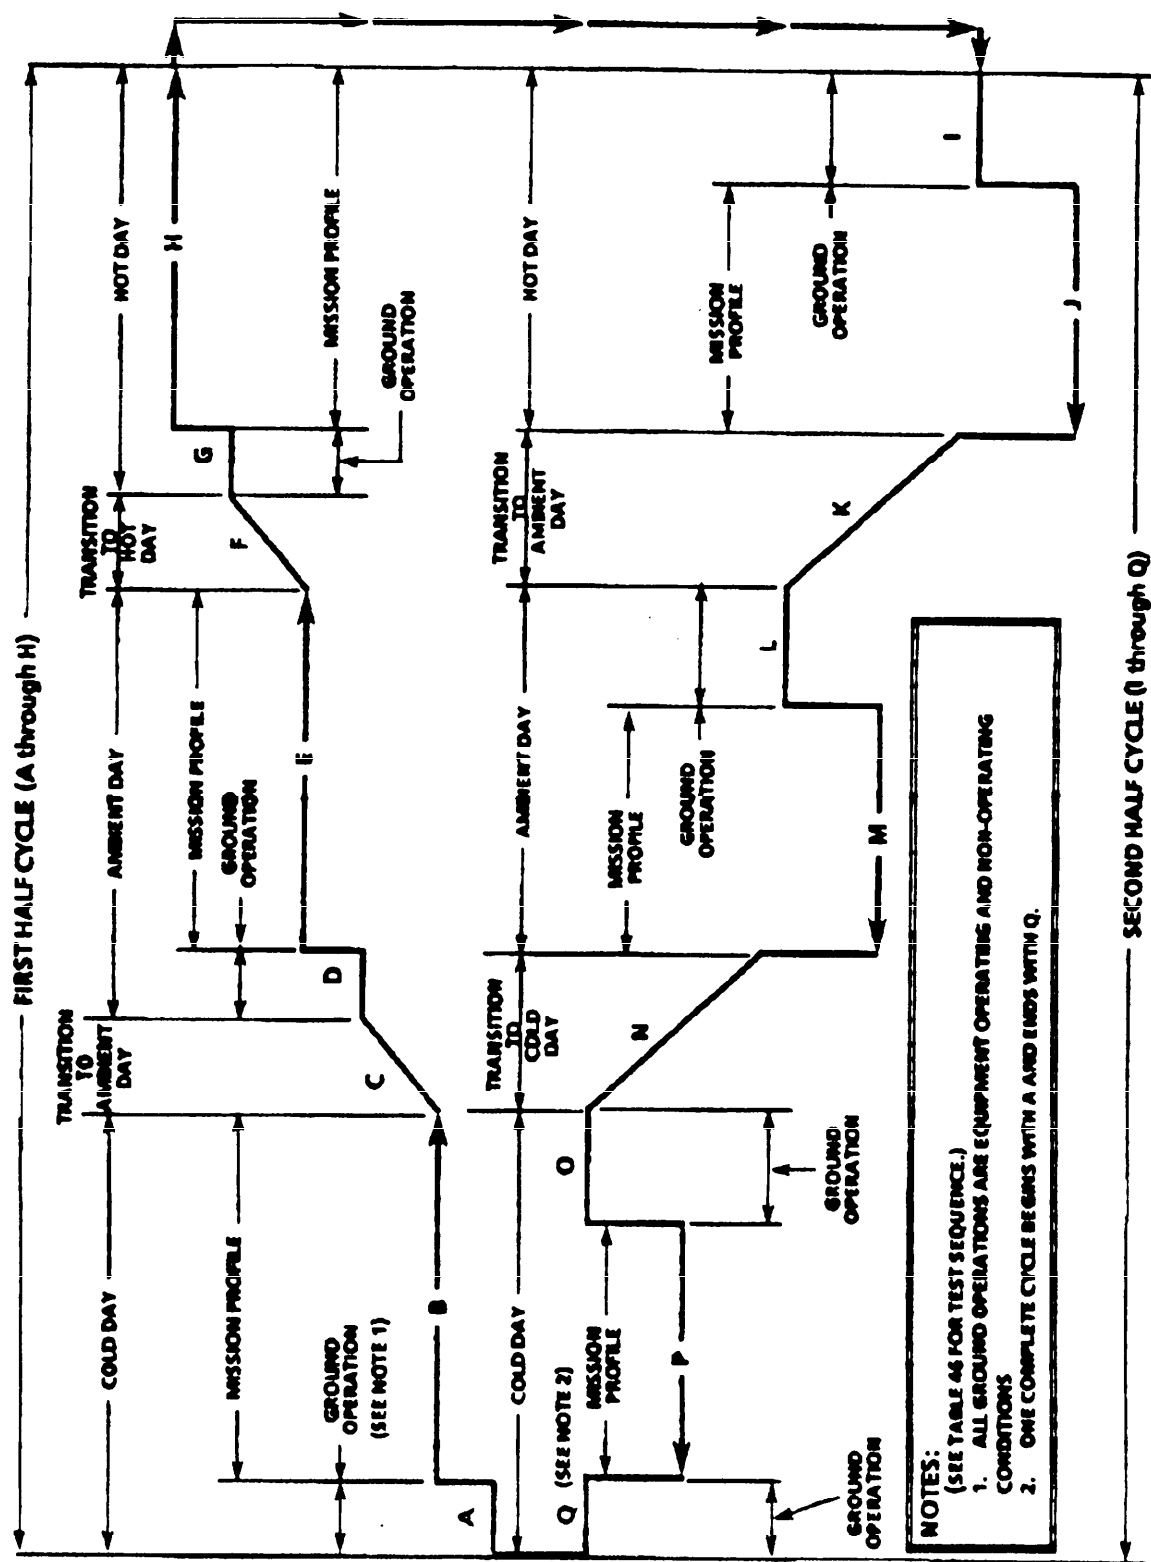 FIRST HALF CYCLE (A through H)
COLD DAY
TRANSITION
TO
AMBIENT
DAY
AMBIENT DAY
TRANSITION
TO
HOT
DAY
HOT DAY
MISSION PROFILE
MISSION PROFILE
MISSION PROFILE
GROUND
OPERATION
(SEE NOTE 1)
GROUND
OPERATION
GROUND
OPERATION
A
B
C
D
E
F
G
H
COLD DAY
TRANSITION
TO
COLD
DAY
AMBIENT DAY
TRANSITION
TO
AMBIENT
DAY
HOT DAY
Q (SEE NOTE 2)
MISSION
PROFILE
O
N
MISSION
PROFILE
L
K
MISSION
PROFILE
I
P
GROUND
OPERATION
GROUND
OPERATION
GROUND
OPERATION
M
GROUND
OPERATION
J
NOTES:
(SEE TABLE 46 FOR TEST SEQUENCE.)
1. ALL GROUND OPERATIONS ARE EQUIPMENT OPERATING AND NON-OPERATING
CONDITIONS
2. ONE COMPLETE CYCLE BEGINS WITH A AND ENDS WITH Q.
SECOND HALF CYCLE (I through Q)